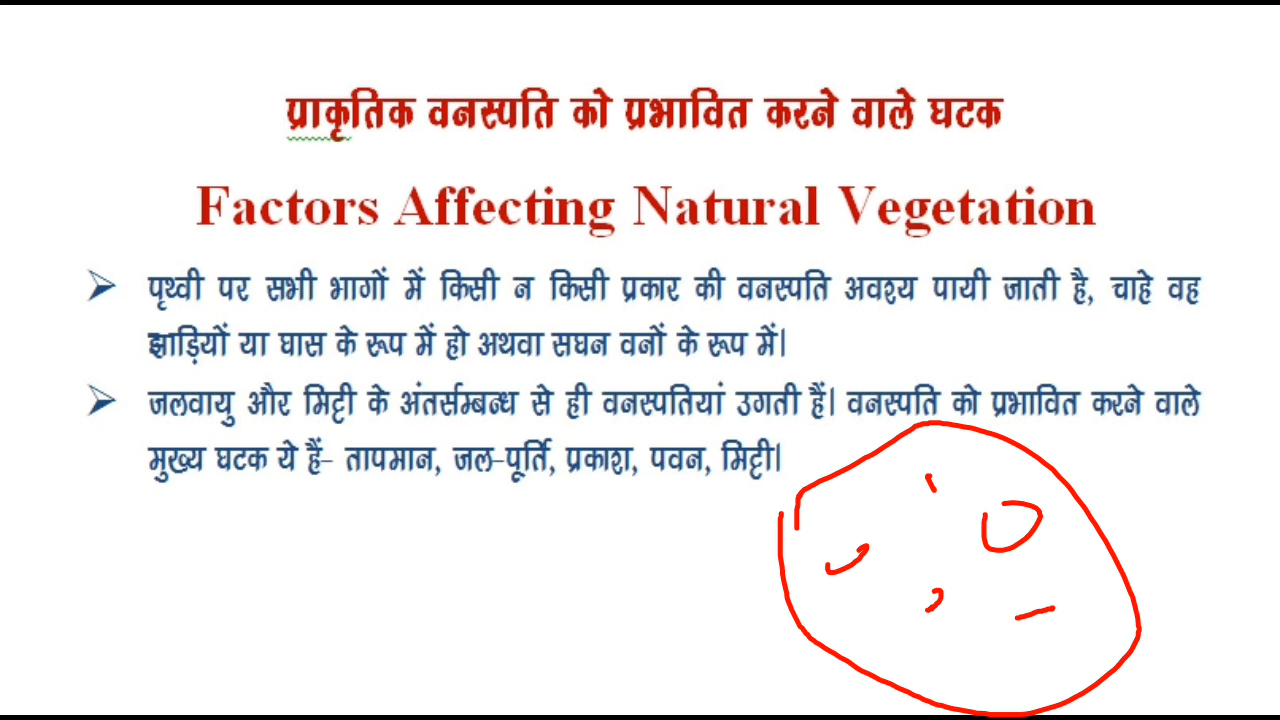 प्राकृतिक वनस्पति को प्रभावित करने वाले घटक
Factors Affecting Natural Vegetation
➢ पृथ्वी पर सभी भागों में किसी न किसी प्रकार की वनस्पति अवश्य पायी जाती है, चाहे वह
झाड़ियों या घास के रूप में हो अथवा सघन वनों के रूप में।
➢ जलवायु और मिट्टी के अंतर्सम्बन्ध से ही वनस्पतियां उगती हैं। वनस्पति को प्रभावित करने वाले
मुख्य घटक ये हैं- तापमान, जल-पूर्ति, प्रकाश, पवन, मिट्टी।